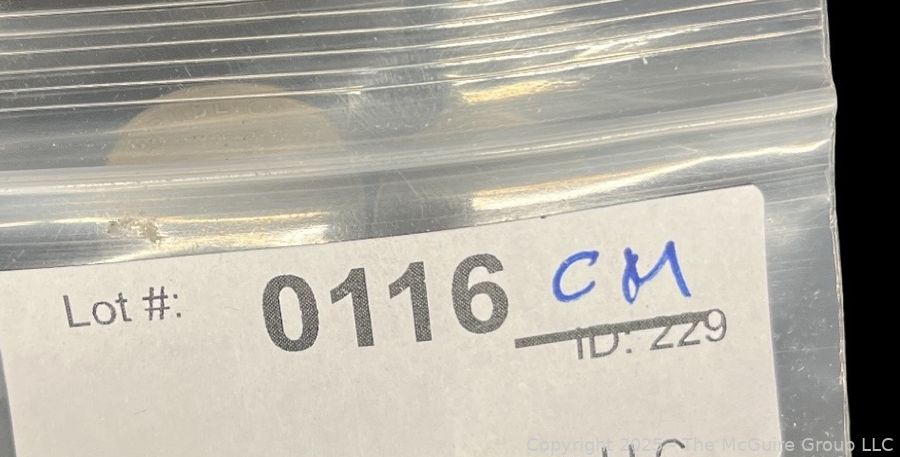 Lot #: 0116 CM
ID: 229
Copyright 2025 - The McGuire Group LLC